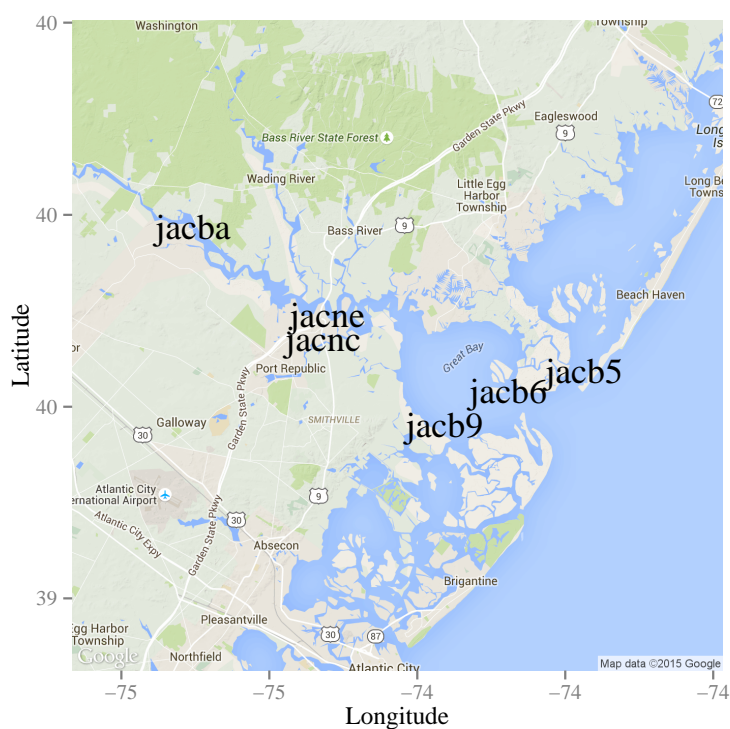 40
Washington
Township
72
Garden State Pkwy
Eagleswood
9
Bass River State Forest
Long
Is
Wading River
Little Egg
Harbor
Township
Long Be
Towns
40
jacba
Bass River
9
Beach Haven
jacne
jacnc
or
Great Bay
Port Republic
jacb5
jacb6
Latitude
40
Garden State Pkwy
Galloway
SMITHVILLE
jacb9
30
Atlantic City
ernational Airport
9
30
Atlantic City Expy
Garden State Pkwy
Absecon
39
Brigantine
Pleasantville
Egg Harbor
Township
30
87
Google
Northfield
Atlantic City
Map data ©2015 Google
−75
−75
−74
−74
−74
Longitude